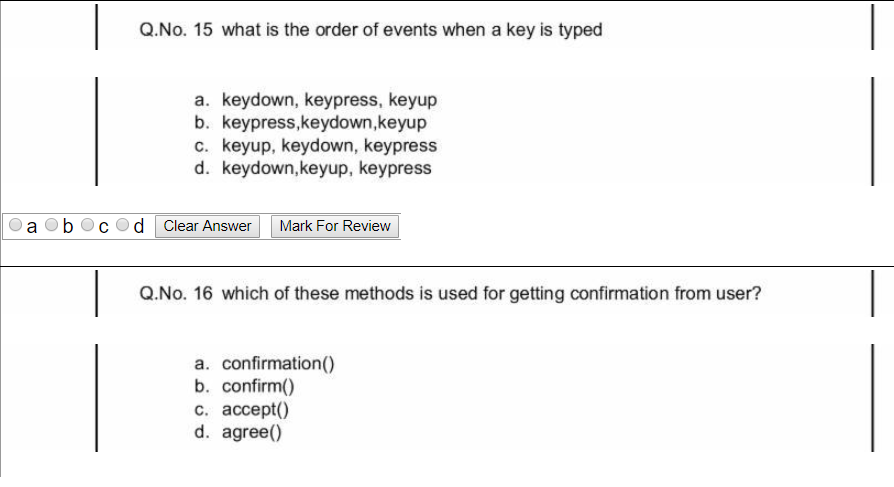 Q.No. 15 what is the order of events when a key is typed
a. keydown, keypress, keyup
b. keypress,keydown,keyup
c. keyup, keydown, keypress
d. keydown,keyup, keypress
a b c d Clear Answer Mark For Review
Q.No. 16 which of these methods is used for getting confirmation from user?
a. confirmation()
b. confirm()
c. accept()
d. agree()